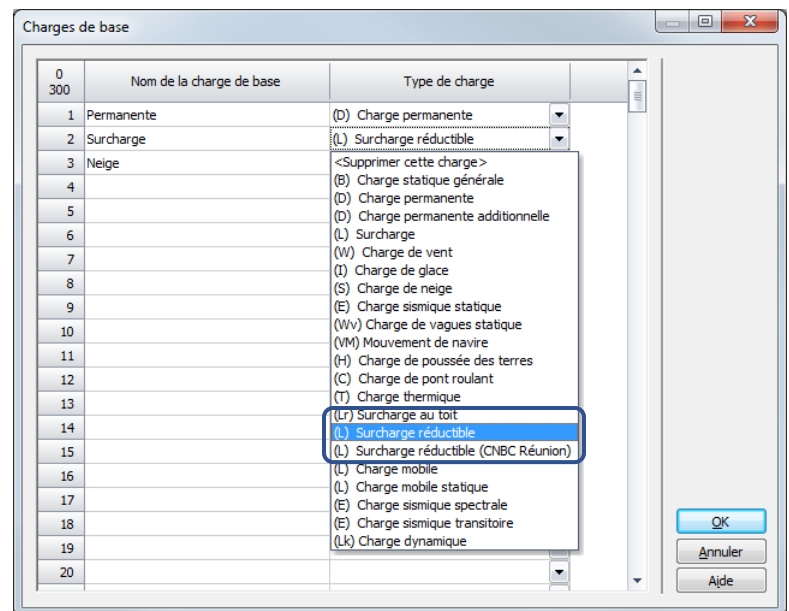 Charges de base
0
300
Nom de la charge de base
Type de charge
1 Permanente (D) Charge permanente
2 Surcharge (L) Surcharge réductible
3 Neige
4
5
6
7
8
9
10
11
12
13
14
15
16
17
18
19
20
<Supprimer cette charge>
(B) Charge statique générale
(D) Charge permanente
(D) Charge permanente additionnelle
(L) Surcharge
(W) Charge de vent
(I) Charge de glace
(S) Charge de neige
(E) Charge sismique statique
(Wv) Charge de vagues statique
(VM) Mouvement de navire
(H) Charge de poussée des terres
(C) Charge de pont roulant
(T) Charge thermique
(Lr) Surcharge au toit
(L) Surcharge réductible
(L) Surcharge réductible (CNBC Réunion)
(L) Charge mobile
(L) Charge mobile statique
(E) Charge sismique spectrale
(E) Charge sismique transitoire
(Lk) Charge dynamique
OK
Annuler
Aide